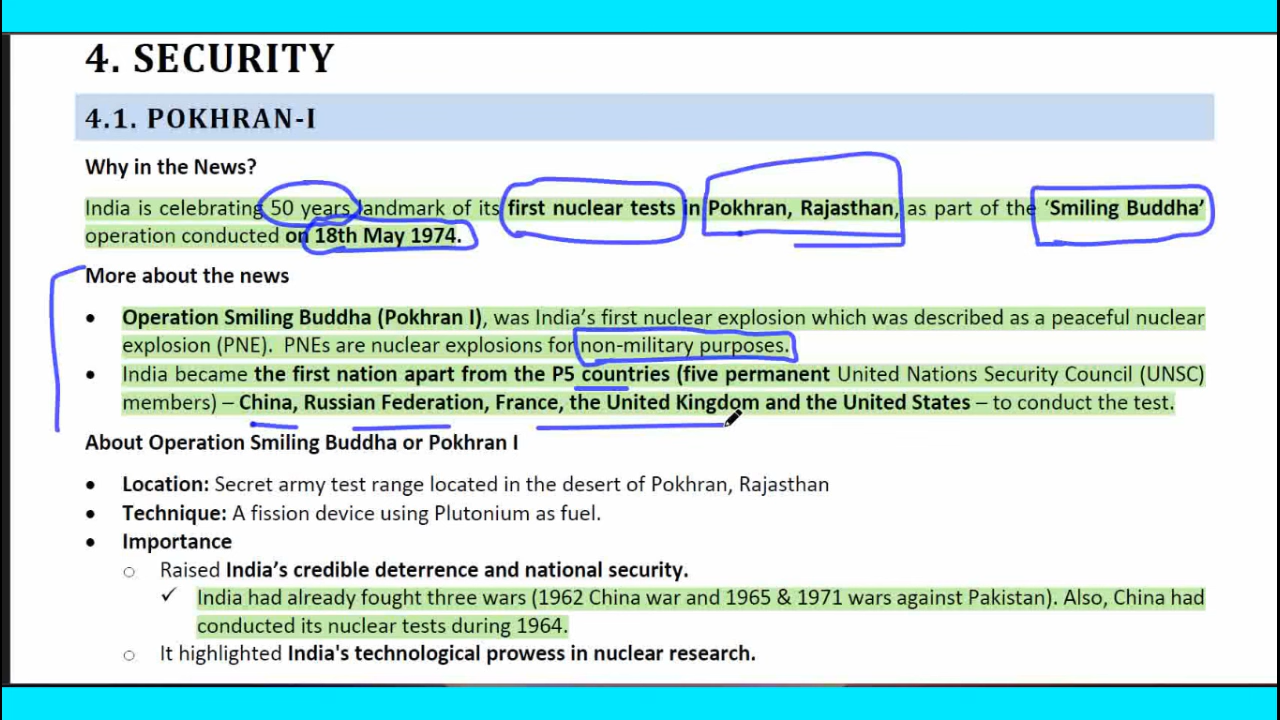 4. SECURITY
4.1. POKHRAN-I
Why in the News?
India is celebrating 50 years landmark of its first nuclear tests in Pokhran, Rajasthan, as part of the ‘Smiling Buddha’
operation conducted on 18th May 1974.
More about the news
• Operation Smiling Buddha (Pokhran I), was India’s first nuclear explosion which was described as a peaceful nuclear
explosion (PNE). PNEs are nuclear explosions for non-military purposes.
• India became the first nation apart from the P5 countries (five permanent United Nations Security Council (UNSC)
members) – China, Russian Federation, France, the United Kingdom and the United States – to conduct the test.
About Operation Smiling Buddha or Pokhran I
• Location: Secret army test range located in the desert of Pokhran, Rajasthan
• Technique: A fission device using Plutonium as fuel.
• Importance
○ Raised India’s credible deterrence and national security.
✓ India had already fought three wars (1962 China war and 1965 & 1971 wars against Pakistan). Also, China had
conducted its nuclear tests during 1964.
○ It highlighted India's technological prowess in nuclear research.